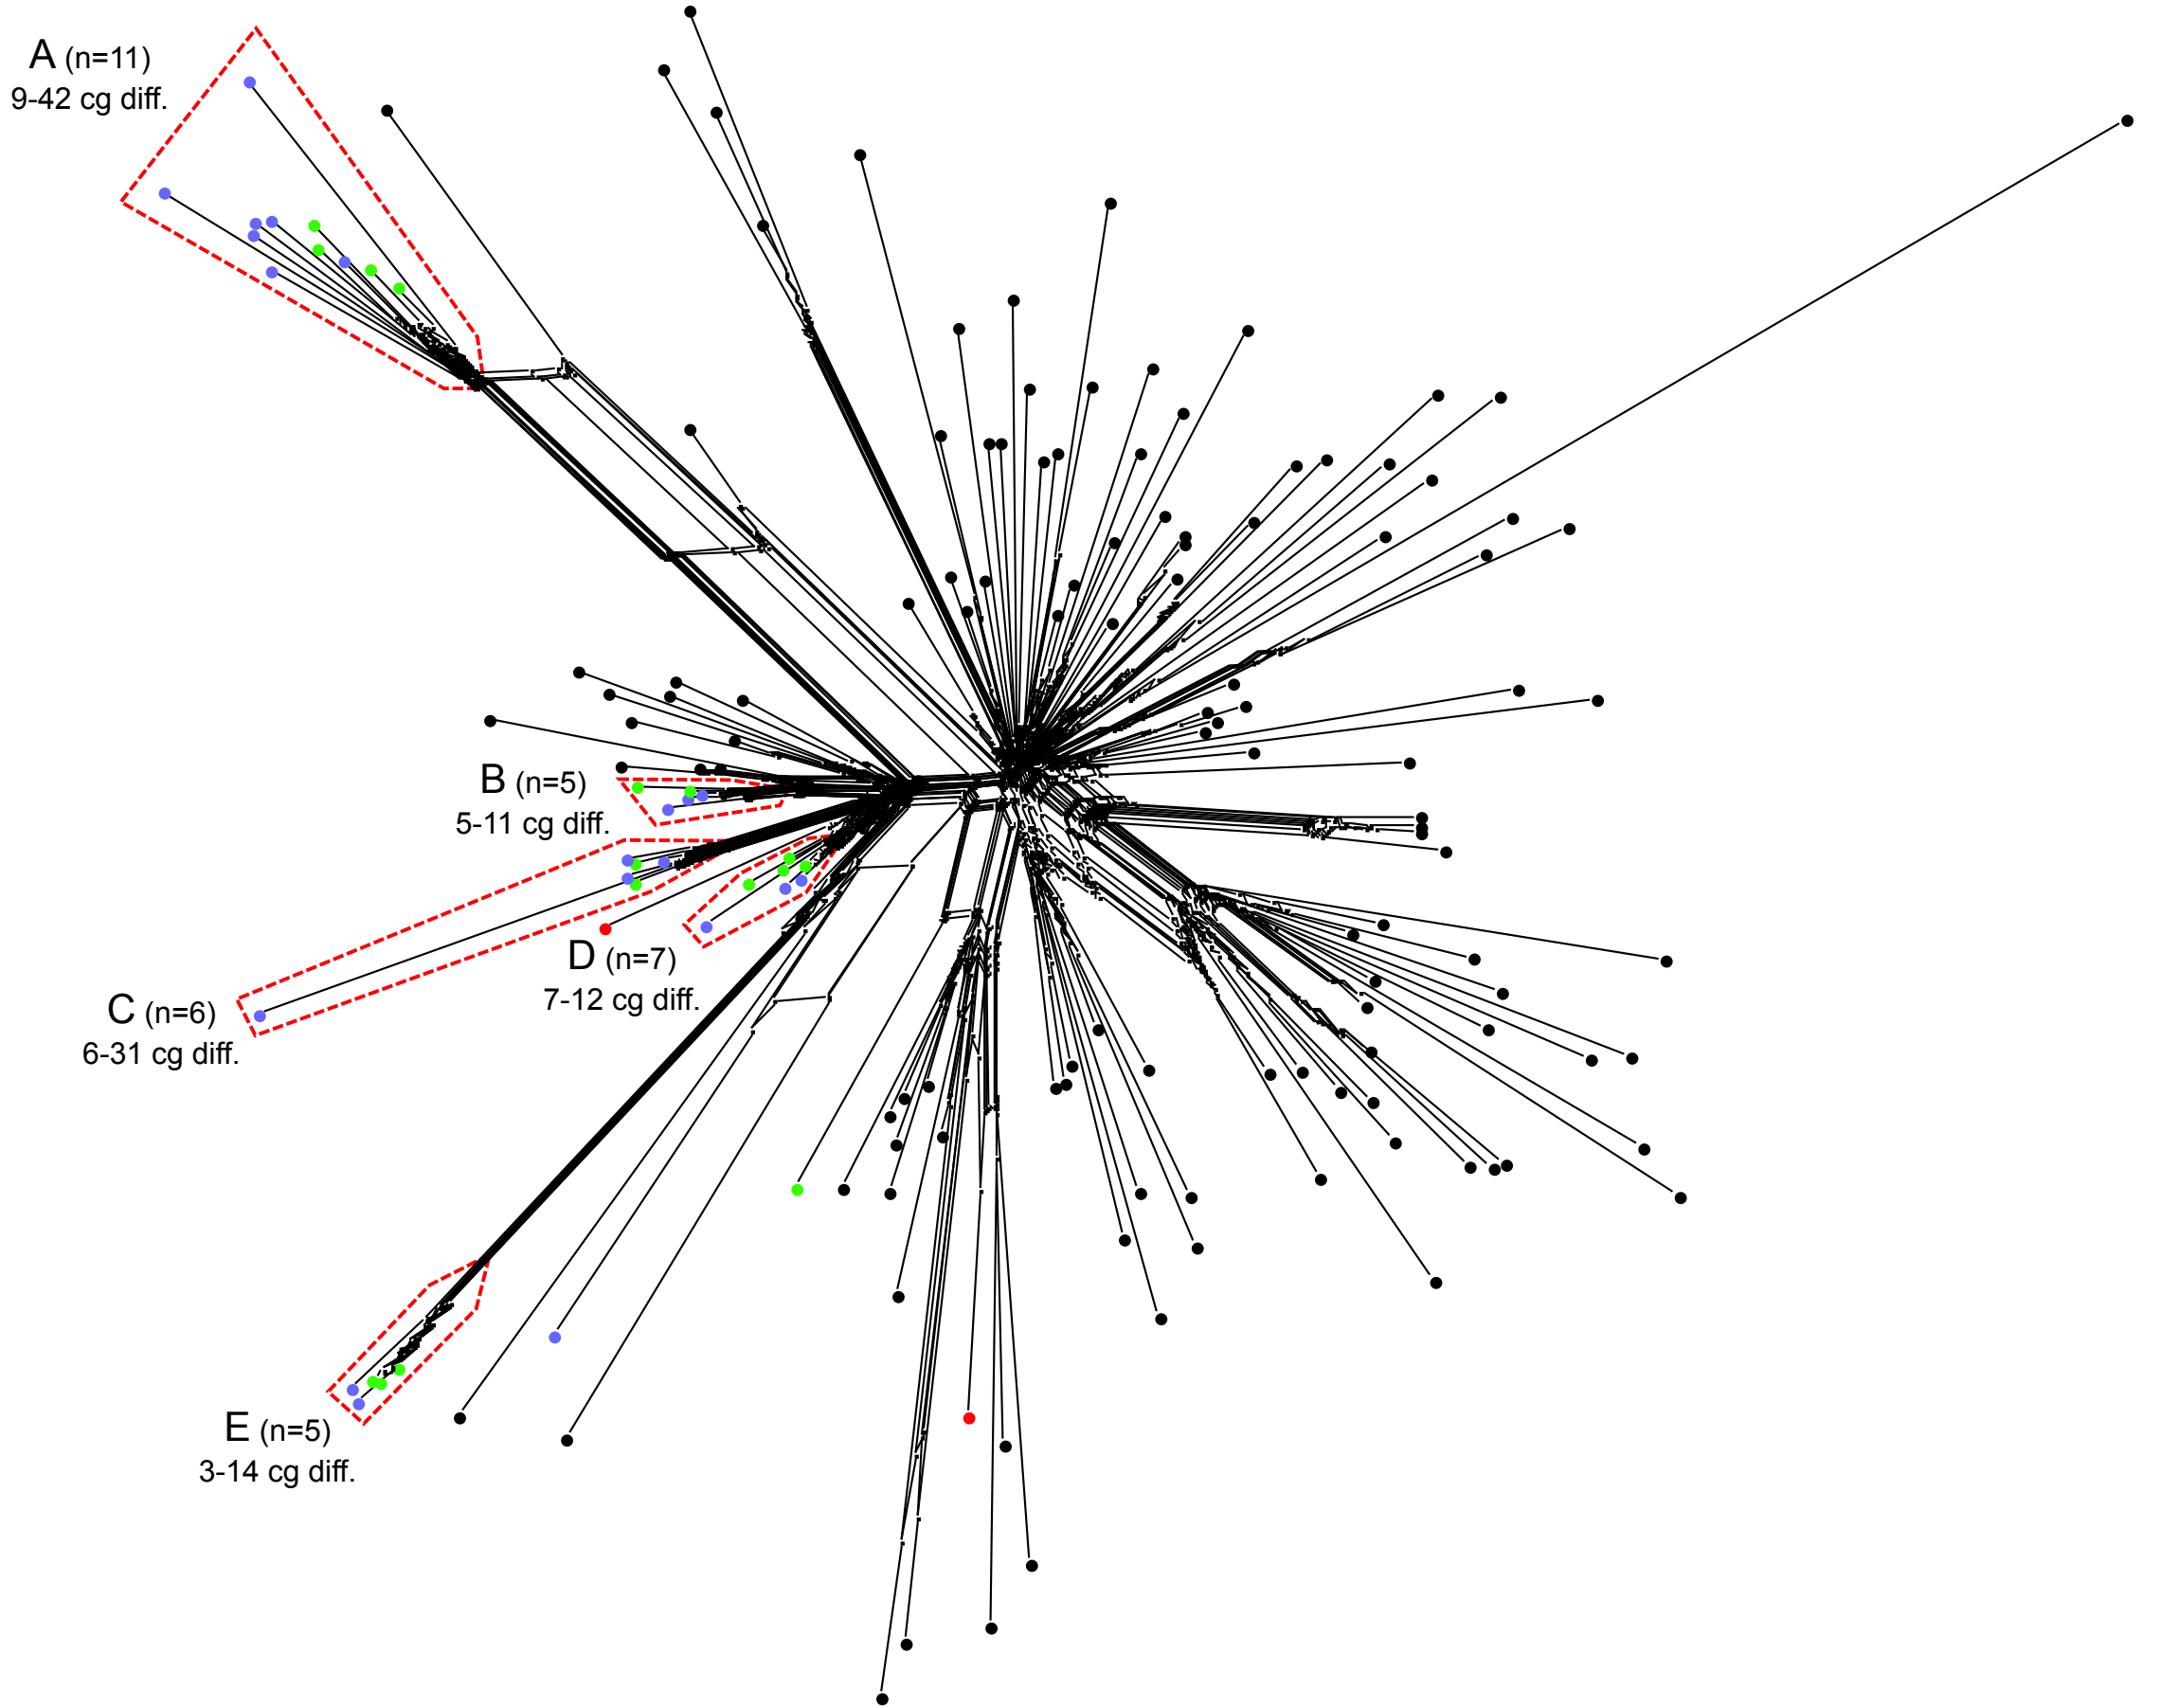 A (n=11)
9-42 cg diff.
B (n=5)
5-11 cg diff.
D (n=7)
7-12 cg diff.
C (n=6)
6-31 cg diff.
E (n=5)
3-14 cg diff.